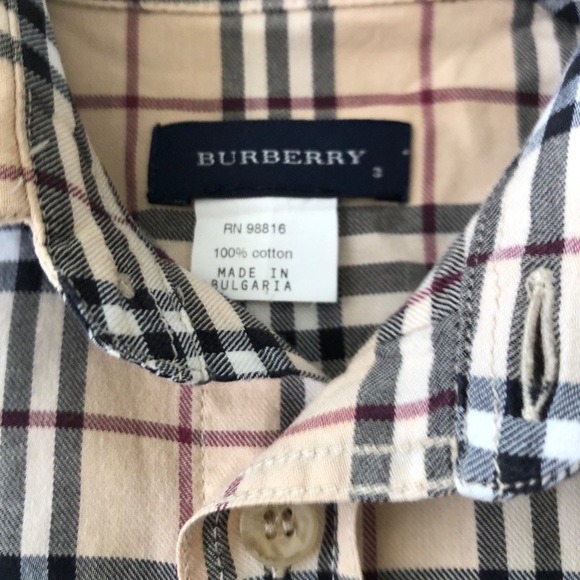 BURBERRY
3
RN 98816
100% cotton
MADE IN
BULGARIA